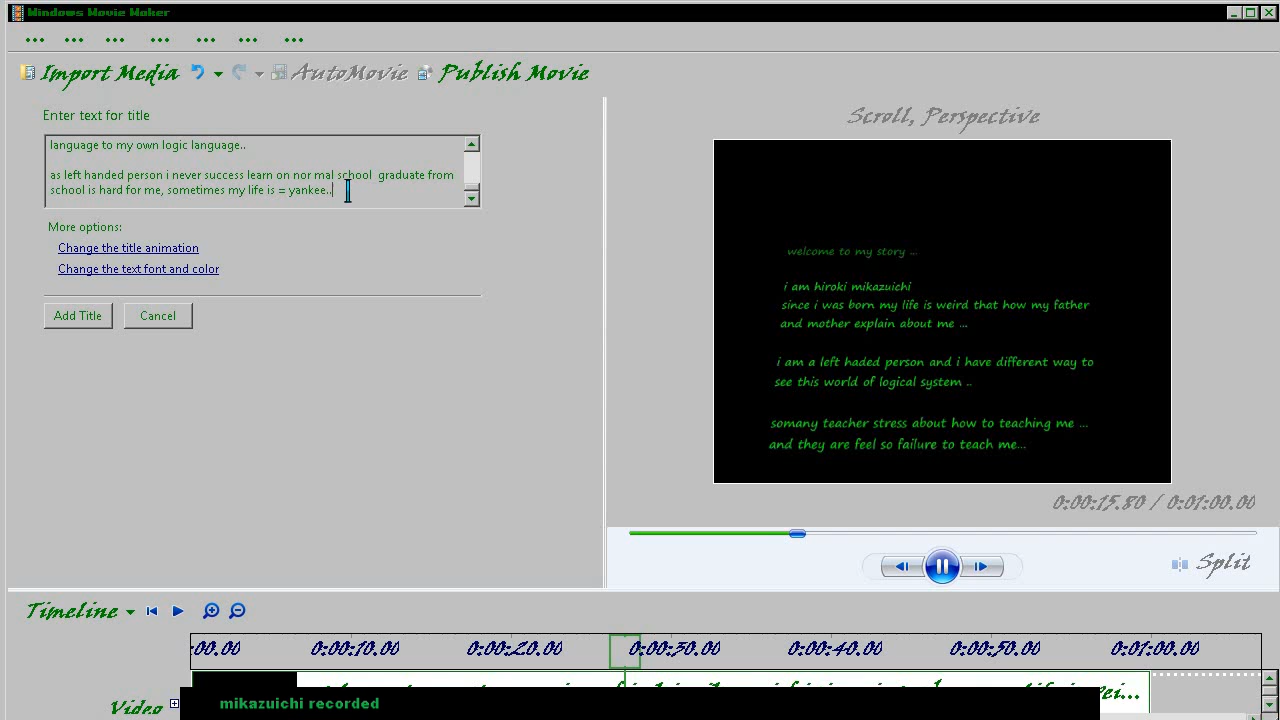 Windows Movie Maker
... ... ... ... ... ... ...
Import Media AutoMovie Publish Movie
Enter text for title
language to my own logic language..
as left handed person i never success learn on nor mal school graduate from
school is hard for me, sometimes my life is = yankee..
More options:
Change the title animation
Change the text font and color
Add Title Cancel
Scroll, Perspective
welcome to my story ...
i am hiroki mikazuichi
since i was born my life is weird that how my father
and mother explain about me ...
i am a left haded person and i have different way to
see this world of logical system ..
somany teacher stress about how to teaching me ...
and they are feel so failure to teach me...
0:00:15.80 / 0:01:00.00
Split
Timeline
:00.00 0:00:10.00 0:00:20.00 0:00:30.00 0:00:40.00 0:00:50.00 0:01:00.00
Video
mikazuichi recorded